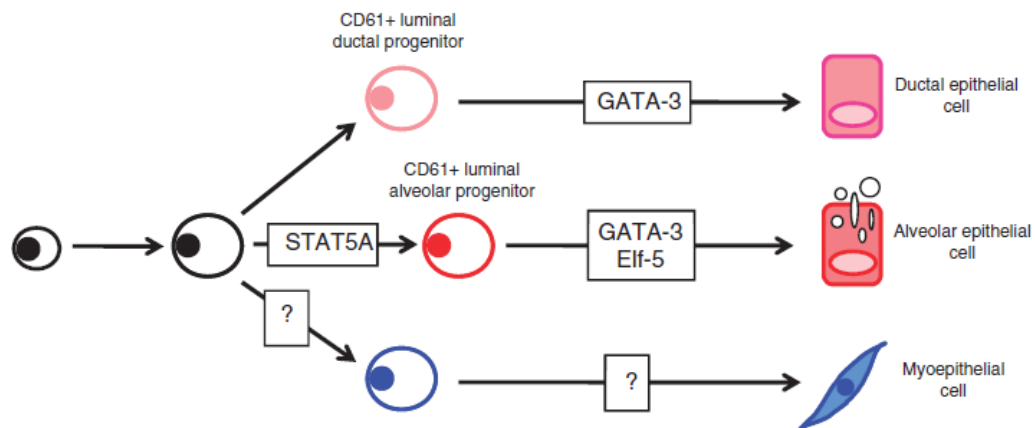 CD61+ luminal
ductal progenitor
GATA-3
Ductal epithelial
cell
CD61+ luminal
alveolar progenitor
STAT5A
GATA-3
Elf-5
Alveolar epithelial
cell
?
?
Myoepithelial
cell